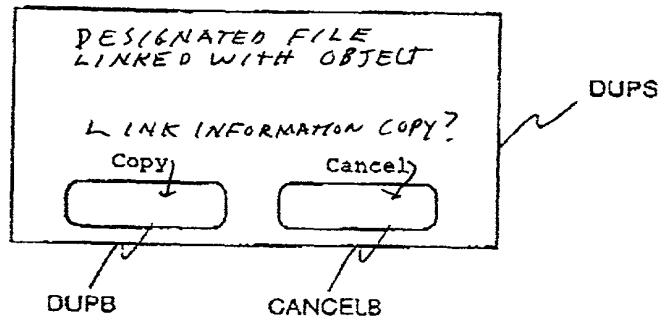 DESIGNATED FILE
LINKED WITH OBJECT
DUPS
LINK INFORMATION COPY?
Copy Cancel
DUPB CANCELB